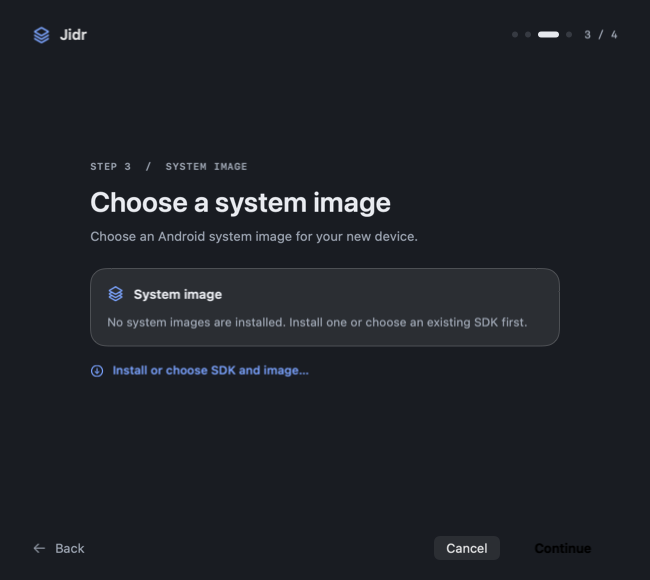 Jidr
3 / 4
STEP 3 / SYSTEM IMAGE
Choose a system image
Choose an Android system image for your new device.
System image
No system images are installed. Install one or choose an existing SDK first.
Install or choose SDK and image...
Back
Cancel
Continue